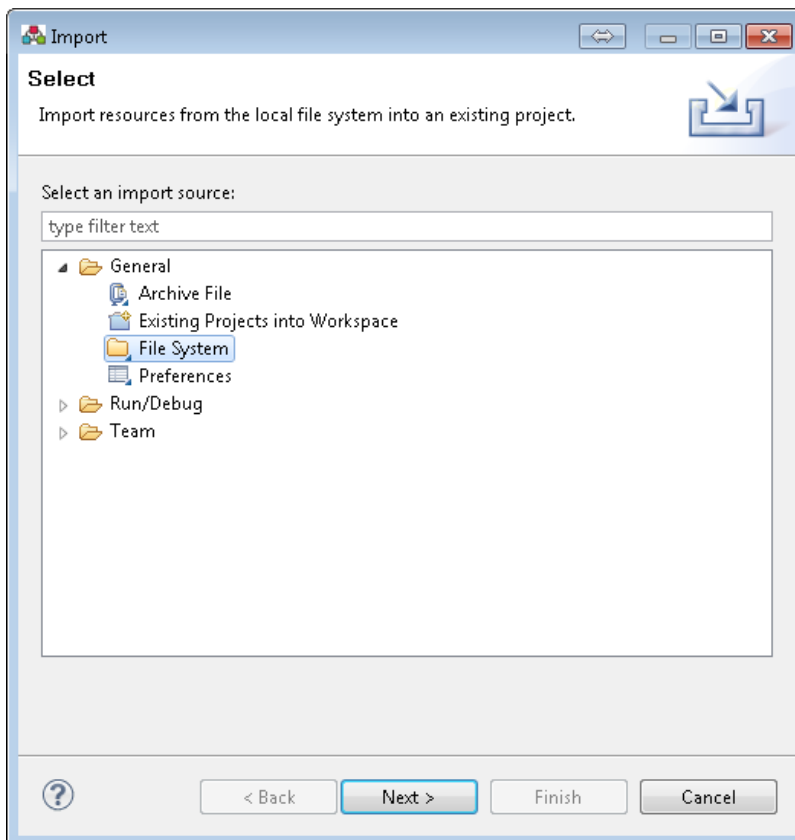 Import
Select
Import resources from the local file system into an existing project.
Select an import source:
type filter text
General
Archive File
Existing Projects into Workspace
File System
Preferences
Run/Debug
Team
?
< Back
Next >
Finish
Cancel